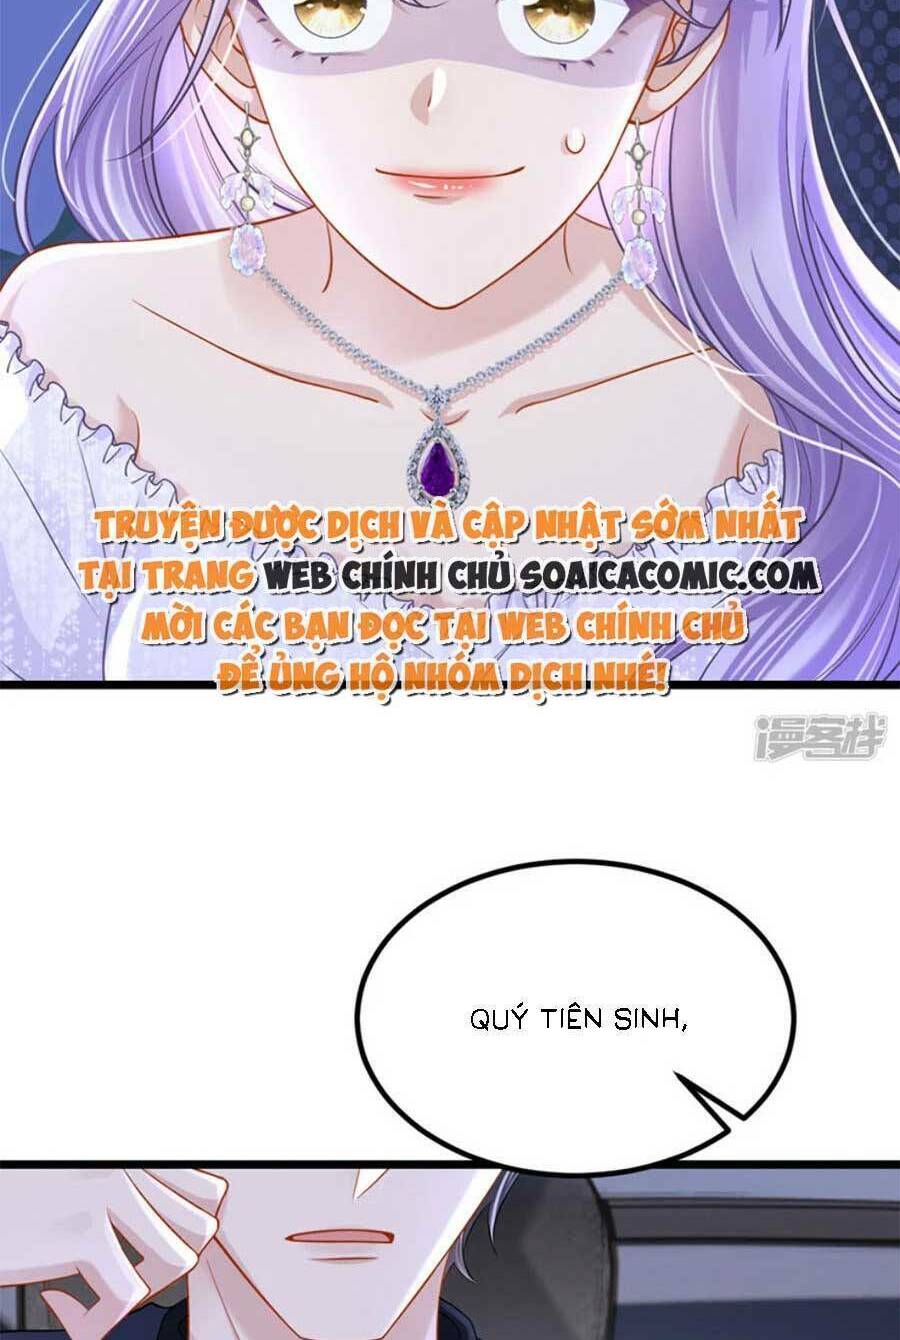 TRUYỆN ĐƯỢC DỊCH VÀ CẬP NHẬT SỚM NHẤT
TẠI TRANG WEB CHÍNH CHỦ SOAICACOMIC.COM
MỜI CÁC BẠN ĐỌC TẠI WEB CHÍNH CHỦ
ĐỂ ỦNG HỘ NHÓM DỊCH NHÉ!
漫客栈
QUÝ TIÊN SINH,